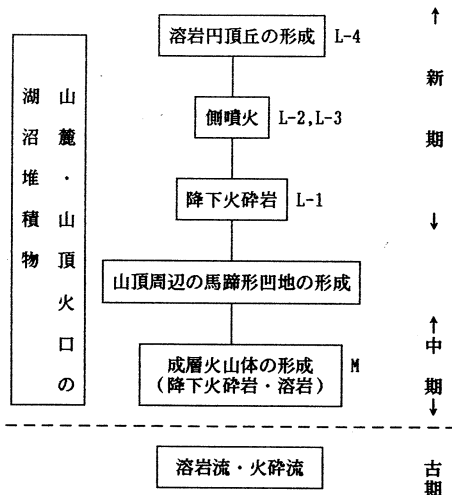 溶岩円頂丘の形成 L-4
側噴火 L-2,L-3
降下火砕岩 L-1
山頂周辺の馬蹄形凹地の形成
成層火山体の形成 M
(降下火砕岩・溶岩)
溶岩流・火砕流
山麓・山頂火口の
湖沼堆積物
↑新期↓
↑中期↓
古期